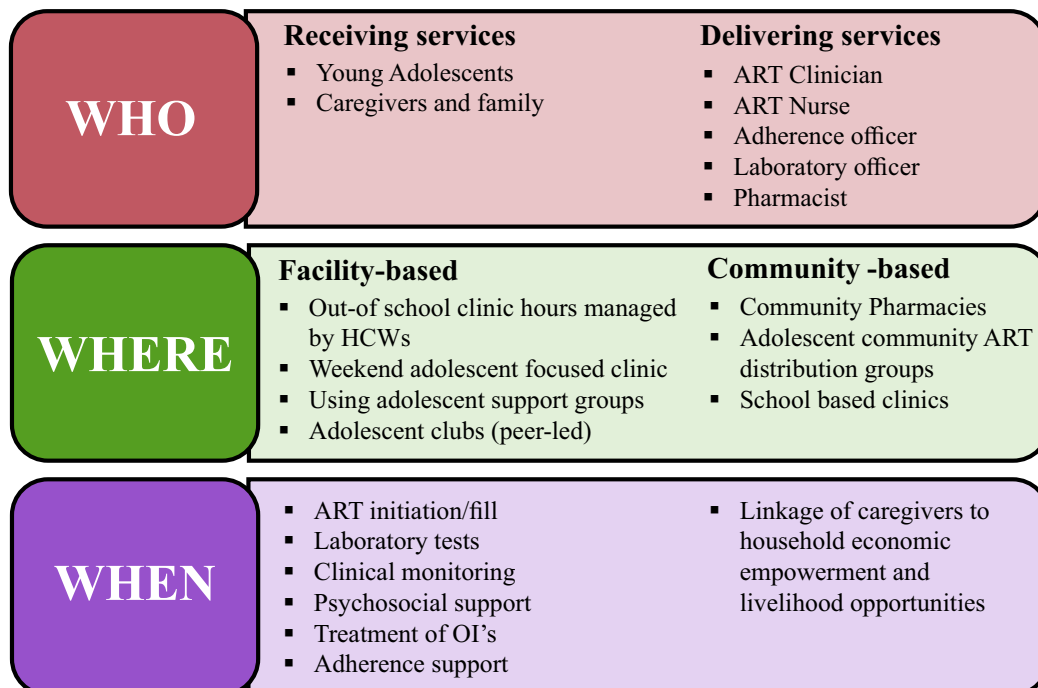 WHO
Receiving services
▪ Young Adolescents
▪ Caregivers and family
Delivering services
▪ ART Clinician
▪ ART Nurse
▪ Adherence officer
▪ Laboratory officer
▪ Pharmacist
WHERE
Facility-based
▪ Out-of school clinic hours managed
by HCWs
▪ Weekend adolescent focused clinic
▪ Using adolescent support groups
▪ Adolescent clubs (peer-led)
Community -based
▪ Community Pharmacies
▪ Adolescent community ART
distribution groups
▪ School based clinics
WHEN
▪ ART initiation/fill
▪ Laboratory tests
▪ Clinical monitoring
▪ Psychosocial support
▪ Treatment of OI’s
▪ Adherence support
▪ Linkage of caregivers to
household economic
empowerment and
livelihood opportunities